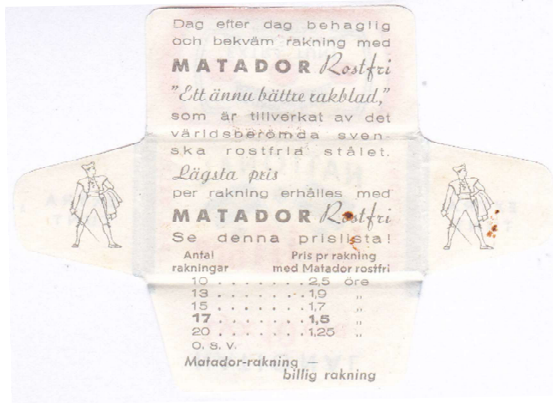 Dag efter dag behaglig
och bekväm rakning med
MATADOR Rostfri
"Ett ännu bättre rakblad,"
som är tillverkat av det
världsberömda sven-
ska rostfria stålet.
Lägsta pris
per rakning erhålles med
MATADOR Rostfri
Se denna prislista!
Antal Pris pr rakning
rakningar med Matador rostfri
10 . . . . . . . 2,5 öre
13 . . . . . . . 1,9 „
15 . . . . . . . 1,7 „
17 . . . . . . . 1,5 „
20 . . . . . . . 1,25 „
O. S. V.
Matador-rakning —
billig rakning